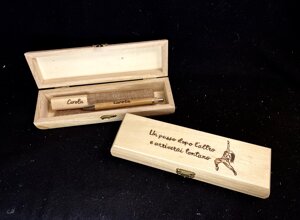 Carola
Carola
Un passo dopo l'altro
e arriverai lontano